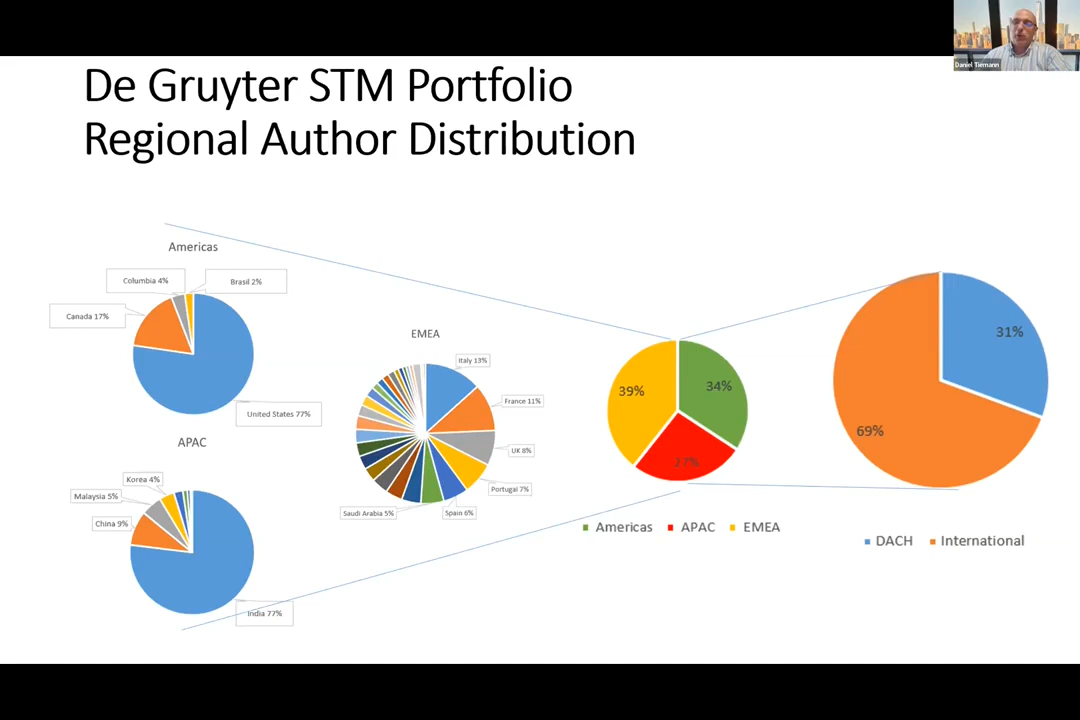 Daniel Tiemann
De Gruyter STM Portfolio
Regional Author Distribution
Americas
Columbia 4%
Brasil 2%
Canada 17%
United States 77%
APAC
Korea 4%
Malaysia 5%
China 9%
India 77%
EMEA
Italy 13%
France 11%
UK 8%
Portugal 7%
Spain 6%
Saudi Arabia 5%
39%
34%
27%
Americas
APAC
EMEA
31%
69%
DACH
International